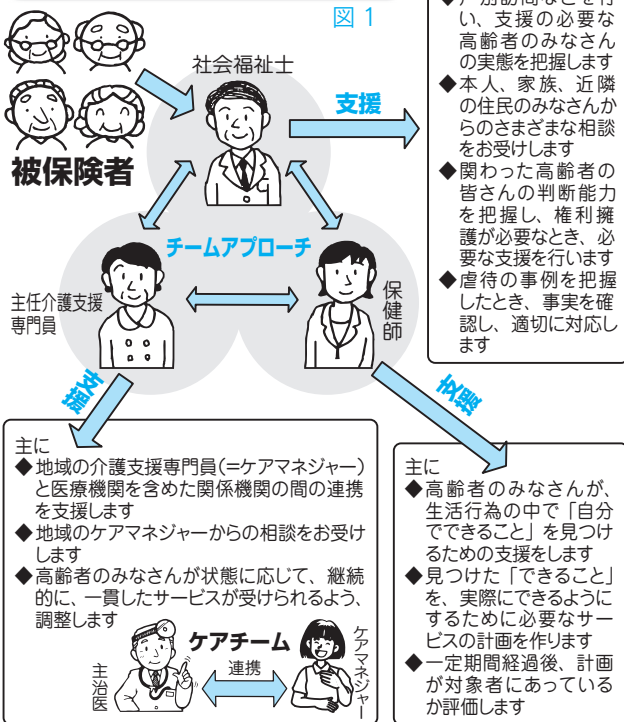 図 1
被保険者
社会福祉士
支援
チームアプローチ
主任介護支援
専門員
保健師
支援
支援
い、支援の必要な
高齢者のみなさん
の実態を把握します
◆本人、家族、近隣
の住民のみなさんか
らのさまざまな相談
をお受けします
◆関わった高齢者の
皆さんの判断能力
を把握し、権利擁
護が必要なとき、必
要な支援を行います
◆虐待の事例を把握
したとき、事実を確
認し、適切に対応し
ます
主に
◆地域の介護支援専門員(=ケアマネジャー)
と医療機関を含めた関係機関の間の連携
を支援します
◆地域のケアマネジャーからの相談をお受け
します
◆高齢者のみなさんが状態に応じて、継続
的に、一貫したサービスが受けられるよう、
調整します
ケアチーム
主治医
連携
ケアマネジャー
主に
◆高齢者のみなさんが、
生活行為の中で「自分
でできること」を見つけ
るための支援をします
◆見つけた「できること」
を、実際にできるように
するために必要なサー
ビスの計画を作ります
◆一定期間経過後、計画
が対象者にあっている
か評価します